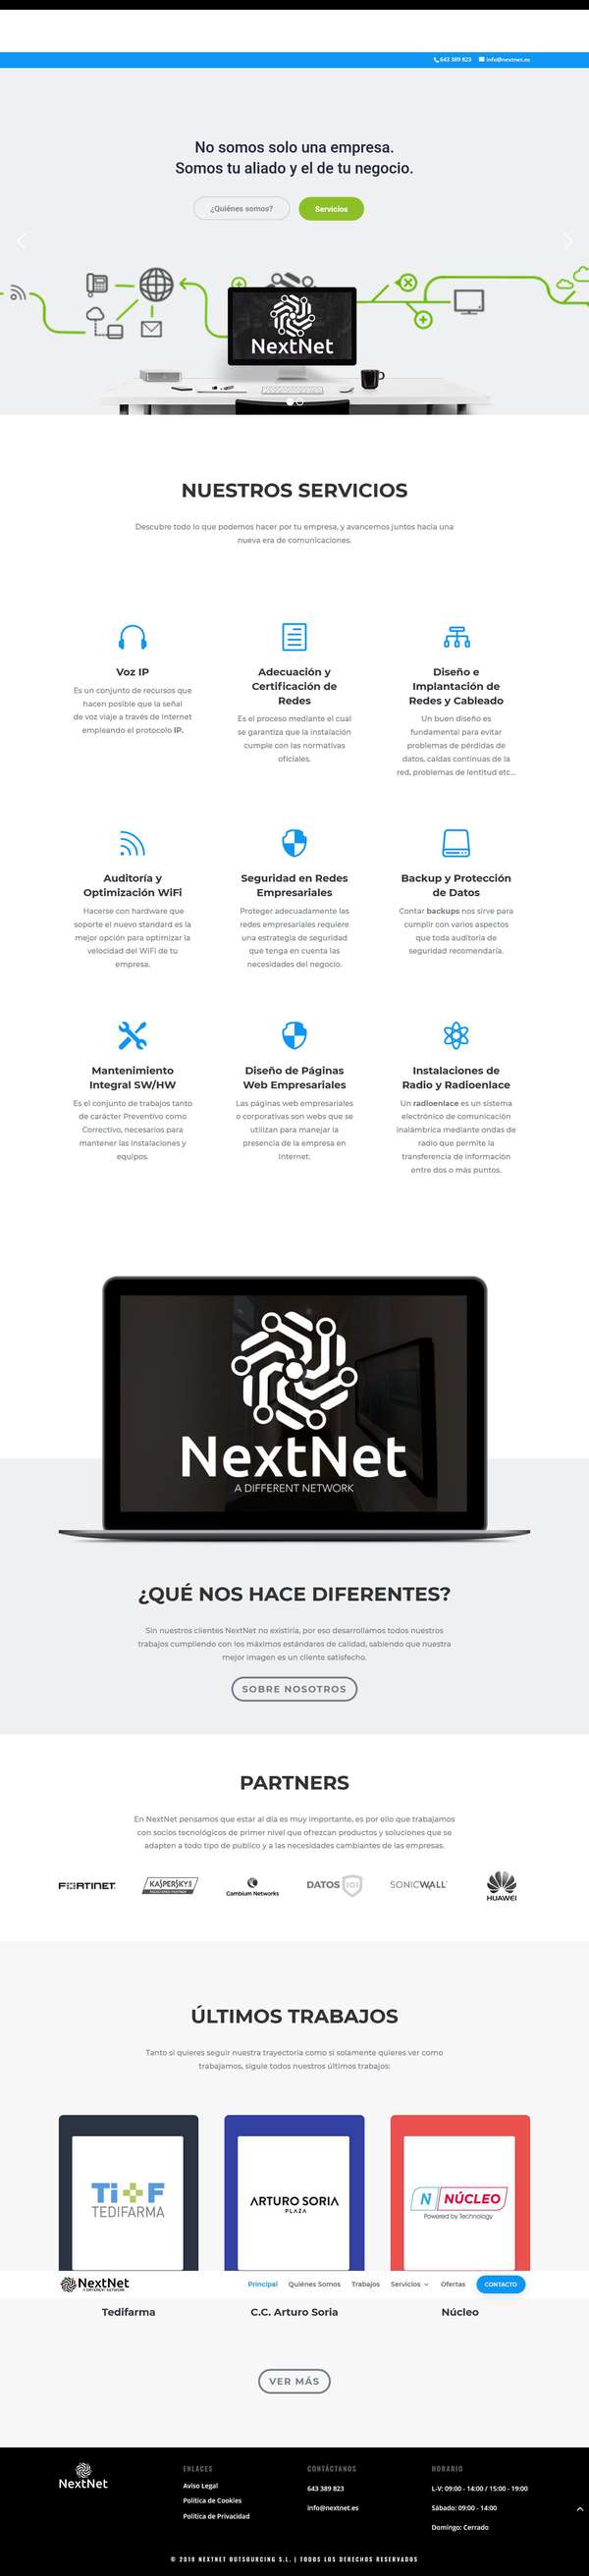 643 389 823 info@nextnet.es
No somos solo una empresa.
Somos tu aliado y el de tu negocio.
¿Quiénes somos? Servicios
NextNet
NUESTROS SERVICIOS
Descubre todo lo que podemos hacer por tu empresa, y avancemos juntos hacia una
nueva era de comunicaciones.
Voz IP
Es un conjunto de recursos que
hacen posible que la señal
de voz viaje a través de Internet
empleando el protocolo IP.
Adecuación y
Certificación de
Redes
Es el proceso mediante el cual
se garantiza que la instalación
cumple con las normativas
oficiales.
Diseño e
Implantación de
Redes y Cableado
Un buen diseño es
fundamental para evitar
problemas de pérdidas de
datos, caídas continuas de la
red, problemas de lentitud etc...
Auditoría y
Optimización WiFi
Hacerse con hardware que
soporte el nuevo standard es la
mejor opción para optimizar la
velocidad del WiFi de tu
empresa.
Seguridad en Redes
Empresariales
Proteger adecuadamente las
redes empresariales requiere
una estrategia de seguridad
que tenga en cuenta las
necesidades del negocio.
Backup y Protección
de Datos
Contar backups nos sirve para
cumplir con varios aspectos
que toda auditoría de
seguridad recomendaría.
Mantenimiento
Integral SW/HW
Es el conjunto de trabajos tanto
de carácter Preventivo como
Correctivo, necesarios para
mantener las Instalaciones y
equipos.
Diseño de Páginas
Web Empresariales
Las páginas web empresariales
o corporativas son webs que se
utilizan para manejar la
presencia de la empresa en
Internet.
Instalaciones de
Radio y Radioenlace
Un radioenlace es un sistema
electrónico de comunicación
inalámbrica mediante ondas de
radio que permite la
transferencia de información
entre dos o más puntos.
NextNet
A DIFFERENT NETWORK
¿QUÉ NOS HACE DIFERENTES?
Sin nuestros clientes NextNet no existiría, por eso desarrollamos todos nuestros
trabajos cumpliendo con los máximos estándares de calidad, sabiendo que nuestra
mejor imagen es un cliente satisfecho.
SOBRE NOSOTROS
PARTNERS
En NextNet pensamos que estar al día es muy importante, es por ello que trabajamos
con socios tecnológicos de primer nivel que ofrezcan productos y soluciones que se
adapten a todo tipo de publico y a las necesidades cambiantes de las empresas.
FORTINET KASPERSKY Cambium Networks DATOS 101 SONICWALL HUAWEI
ÚLTIMOS TRABAJOS
Tanto si quieres seguir nuestra trayectoria como si solamente quieres ver como
trabajamos, siguie todos nuestros últimos trabajos:
Ti+F
TEDIFARMA
ARTURO SORIA
PLAZA
N NÚCLEO
Powered by Technology
NextNet
A DIFFERENT NETWORK
Principal Quiénes Somos Trabajos Servicios Ofertas CONTACTO
Tedifarma C.C. Arturo Soria Núcleo
VER MÁS
NextNet
ENLACES
Aviso Legal
Política de Cookies
Política de Privacidad
CONTÁCTANOS
643 389 823
info@nextnet.es
HORARIO
L-V: 09:00 - 14:00 / 15:00 - 19:00
Sábado: 09:00 - 14:00
Domingo: Cerrado
© 2019 NEXTNET OUTSOURCING S.L. | TODOS LOS DERECHOS RESERVADOS